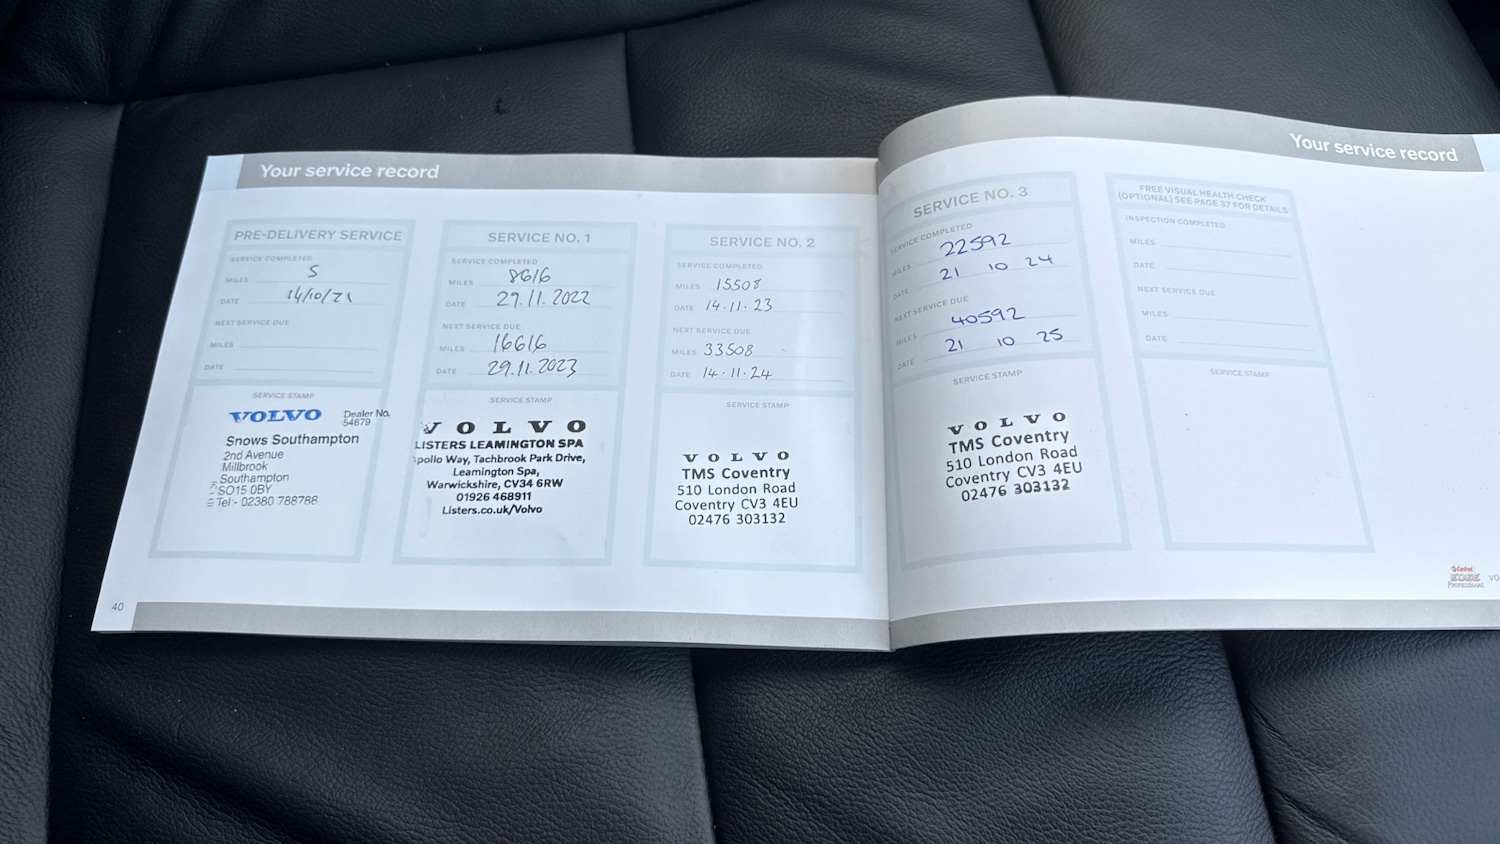 Your service record
PRE-DELIVERY SERVICE
SERVICE COMPLETED
MILES 5
DATE 14/10/21
NEXT SERVICE DUE
MILES
DATE
SERVICE STAMP
VOLVO
Dealer No.
54879
Snows Southampton
2nd Avenue
Millbrook
Southampton
SO15 0BY
Tel:- 02380 788788
SERVICE NO. 1
SERVICE COMPLETED
MILES 8616
DATE 29.11.2022
NEXT SERVICE DUE
MILES 16616
DATE 29.11.2023
SERVICE STAMP
VOLVO
LISTERS LEAMINGTON SPA
pollo Way, Tachbrook Park Drive,
Leamington Spa,
Warwickshire, CV34 6RW
01926 468911
Listers.co.uk/Volvo
SERVICE NO. 2
SERVICE COMPLETED
MILES 15508
DATE 14.11.23
NEXT SERVICE DUE
MILES 33508
DATE 14.11.24
SERVICE STAMP
VOLVO
TMS Coventry
510 London Road
Coventry CV3 4EU
02476 303132
40
Your service record
SERVICE NO. 3
SERVICE COMPLETED
MILES 22592
DATE 21 10 24
NEXT SERVICE DUE
MILES 40592
DATE 21 10 25
SERVICE STAMP
VOLVO
TMS Coventry
510 London Road
Coventry CV3 4EU
02476 303132
FREE VISUAL HEALTH CHECK
(OPTIONAL) SEE PAGE 37 FOR DETAILS
INSPECTION COMPLETED
MILES
DATE
NEXT SERVICE DUE
MILES
DATE
SERVICE STAMP
Castrol
EDGE
PROFESSIONAL
VO